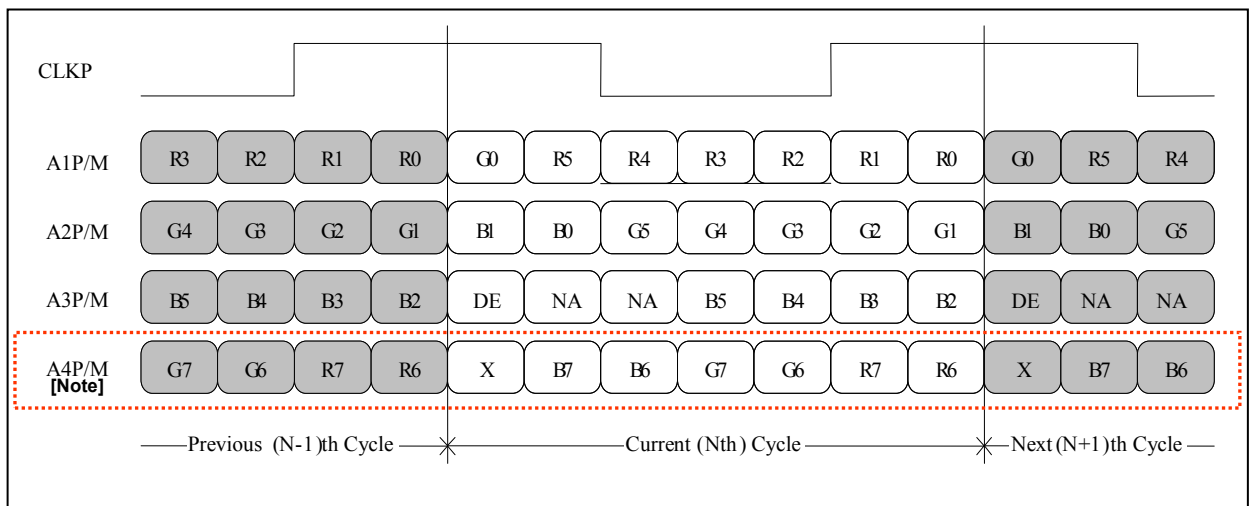 CLKP
A1P/M R3 R2 R1 R0 G0 R5 R4 R3 R2 R1 R0 G0 R5 R4
A2P/M G4 G3 G2 G1 B1 B0 G5 G4 G3 G2 G1 B1 B0 G5
A3P/M B5 B4 B3 B2 DE NA NA B5 B4 B3 B2 DE NA NA
A4P/M G7 G6 R7 R6 X B7 B6 G7 G6 R7 R6 X B7 B6
[Note]
Previous (N-1)th Cycle Current (Nth) Cycle Next (N+1)th Cycle